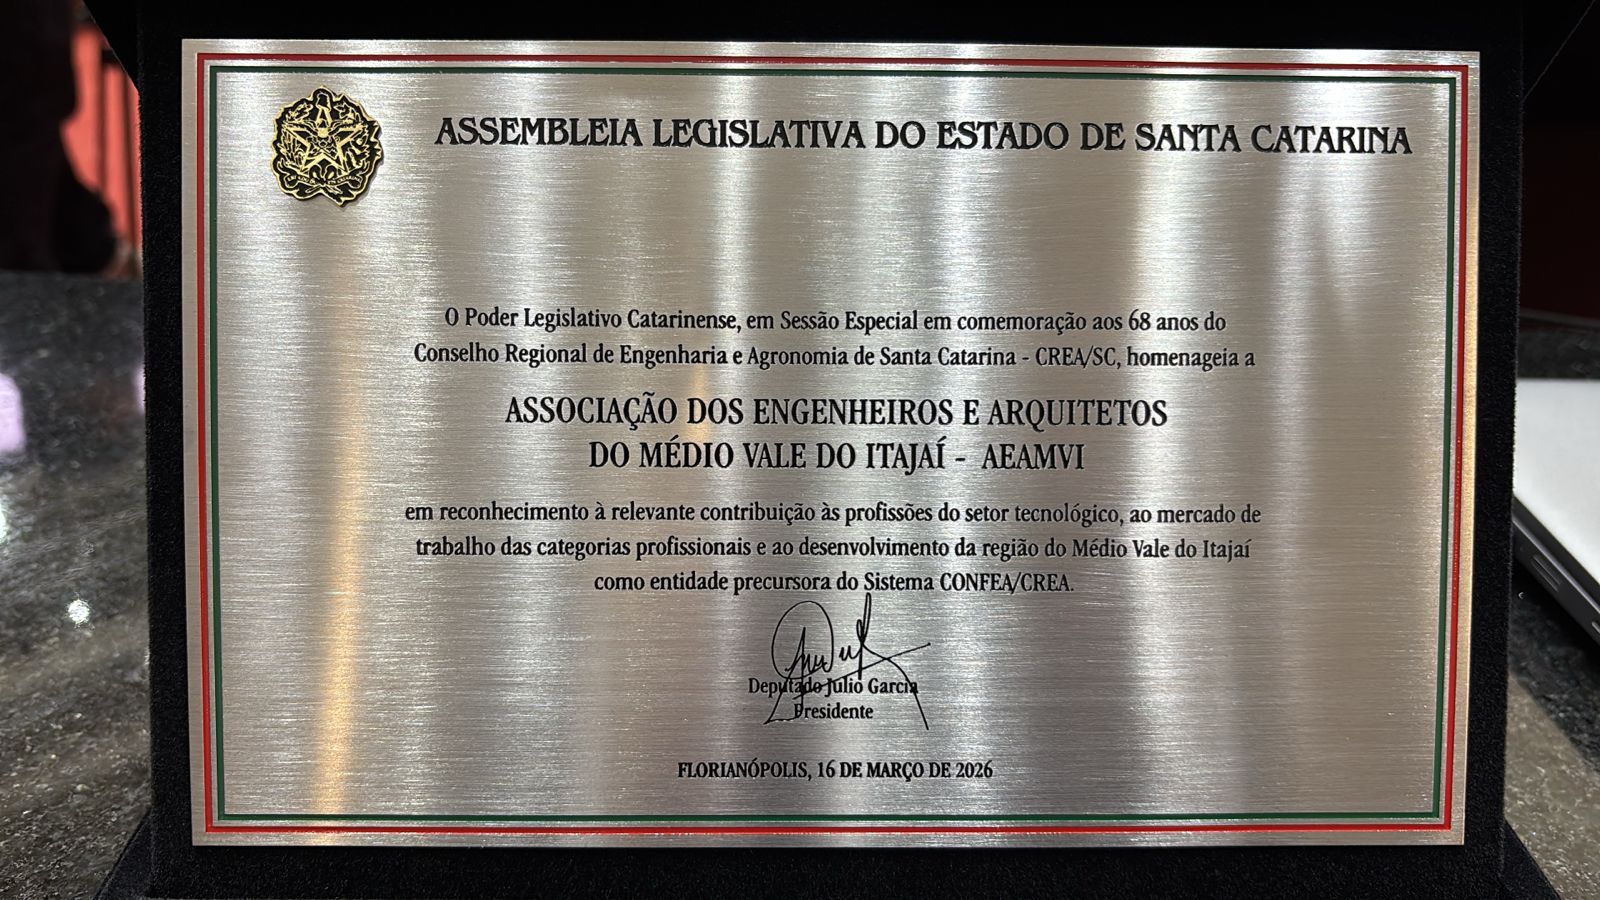 ASSEMBLEIA LEGISLATIVA DO ESTADO DE SANTA CATARINA
O Poder Legislativo Catarinense, em Sessão Especial em comemoração aos 68 anos do
Conselho Regional de Engenharia e Agronomia de Santa Catarina - CREA/SC, homenageia a
ASSOCIAÇÃO DOS ENGENHEIROS E ARQUITETOS
DO MÉDIO VALE DO ITAJAÍ - AEAMVI
em reconhecimento à relevante contribuição às profissões do setor tecnológico, ao mercado de
trabalho das categorias profissionais e ao desenvolvimento da região do Médio Vale do Itajaí
como entidade precursora do Sistema CONFEA/CREA.
Deputado Julio Garcia
Presidente
FLORIANÓPOLIS, 16 DE MARÇO DE 2026